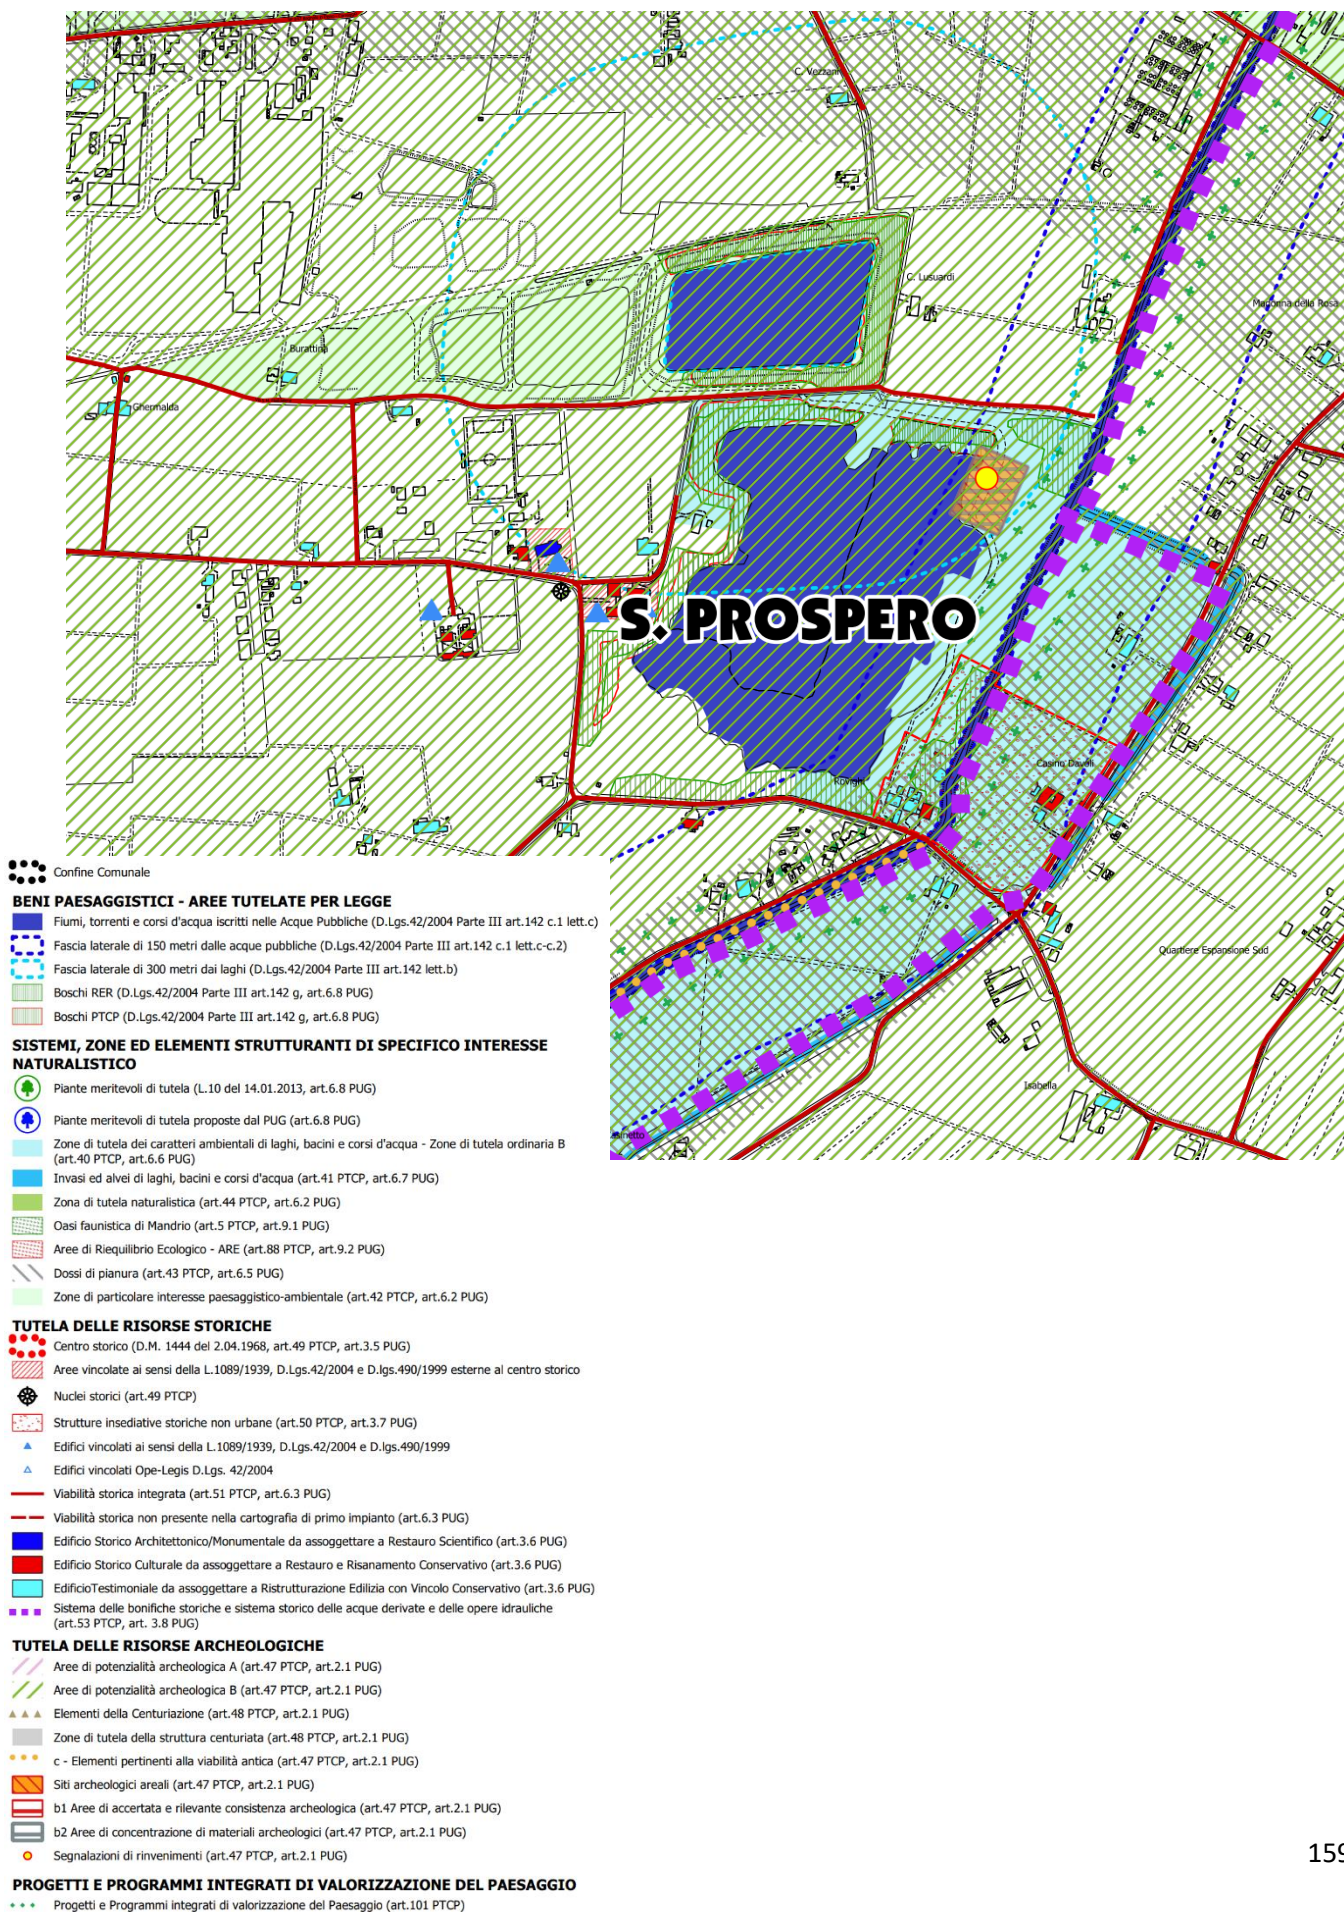 C. Vezzani
C. Lusuardi
Madonna della Rosa
Burattina
Ghermalda
S. PROSPERO
Casino Davoli
Rovighi
Quartiere Espansione Sud
Isabella
Confine Comunale
BENI PAESAGGISTICI - AREE TUTELATE PER LEGGE
Fiumi, torrenti e corsi d'acqua iscritti nelle Acque Pubbliche (D.Lgs.42/2004 Parte III art.142 c.1 lett.c)
Fascia laterale di 150 metri dalle acque pubbliche (D.Lgs.42/2004 Parte III art.142 c.1 lett.c-c.2)
Fascia laterale di 300 metri dai laghi (D.Lgs.42/2004 Parte III art.142 lett.b)
Boschi RER (D.Lgs.42/2004 Parte III art.142 g, art.6.8 PUG)
Boschi PTCP (D.Lgs.42/2004 Parte III art.142 g, art.6.8 PUG)
SISTEMI, ZONE ED ELEMENTI STRUTTURANTI DI SPECIFICO INTERESSE
NATURALISTICO
Piante meritevoli di tutela (L.10 del 14.01.2013, art.6.8 PUG)
Piante meritevoli di tutela proposte dal PUG (art.6.8 PUG)
Zone di tutela dei caratteri ambientali di laghi, bacini e corsi d'acqua - Zone di tutela ordinaria B
(art.40 PTCP, art.6.6 PUG)
Invasi ed alvei di laghi, bacini e corsi d'acqua (art.41 PTCP, art.6.7 PUG)
Zona di tutela naturalistica (art.44 PTCP, art.6.2 PUG)
Oasi faunistica di Mandrio (art.5 PTCP, art.9.1 PUG)
Aree di Riequilibrio Ecologico - ARE (art.88 PTCP, art.9.2 PUG)
Dossi di pianura (art.43 PTCP, art.6.5 PUG)
Zone di particolare interesse paesaggistico-ambientale (art.42 PTCP, art.6.2 PUG)
TUTELA DELLE RISORSE STORICHE
Centro storico (D.M. 1444 del 2.04.1968, art.49 PTCP, art.3.5 PUG)
Aree vincolate ai sensi della L.1089/1939, D.Lgs.42/2004 e D.lgs.490/1999 esterne al centro storico
Nuclei storici (art.49 PTCP)
Strutture insediative storiche non urbane (art.50 PTCP, art.3.7 PUG)
Edifici vincolati ai sensi della L.1089/1939, D.Lgs.42/2004 e D.lgs.490/1999
Edifici vincolati Ope-Legis D.Lgs. 42/2004
Viabilità storica integrata (art.51 PTCP, art.6.3 PUG)
Viabilità storica non presente nella cartografia di primo impianto (art.6.3 PUG)
Edificio Storico Architettonico/Monumentale da assoggettare a Restauro Scientifico (art.3.6 PUG)
Edificio Storico Culturale da assoggettare a Restauro e Risanamento Conservativo (art.3.6 PUG)
EdificioTestimoniale da assoggettare a Ristrutturazione Edilizia con Vincolo Conservativo (art.3.6 PUG)
Sistema delle bonifiche storiche e sistema storico delle acque derivate e delle opere idrauliche
(art.53 PTCP, art. 3.8 PUG)
TUTELA DELLE RISORSE ARCHEOLOGICHE
Aree di potenzialità archeologica A (art.47 PTCP, art.2.1 PUG)
Aree di potenzialità archeologica B (art.47 PTCP, art.2.1 PUG)
Elementi della Centuriazione (art.48 PTCP, art.2.1 PUG)
Zone di tutela della struttura centuriata (art.48 PTCP, art.2.1 PUG)
c - Elementi pertinenti alla viabilità antica (art.47 PTCP, art.2.1 PUG)
Siti archeologici areali (art.47 PTCP, art.2.1 PUG)
b1 Aree di accertata e rilevante consistenza archeologica (art.47 PTCP, art.2.1 PUG)
b2 Aree di concentrazione di materiali archeologici (art.47 PTCP, art.2.1 PUG)
Segnalazioni di rinvenimenti (art.47 PTCP, art.2.1 PUG)
159
PROGETTI E PROGRAMMI INTEGRATI DI VALORIZZAZIONE DEL PAESAGGIO
Progetti e Programmi integrati di valorizzazione del Paesaggio (art.101 PTCP)